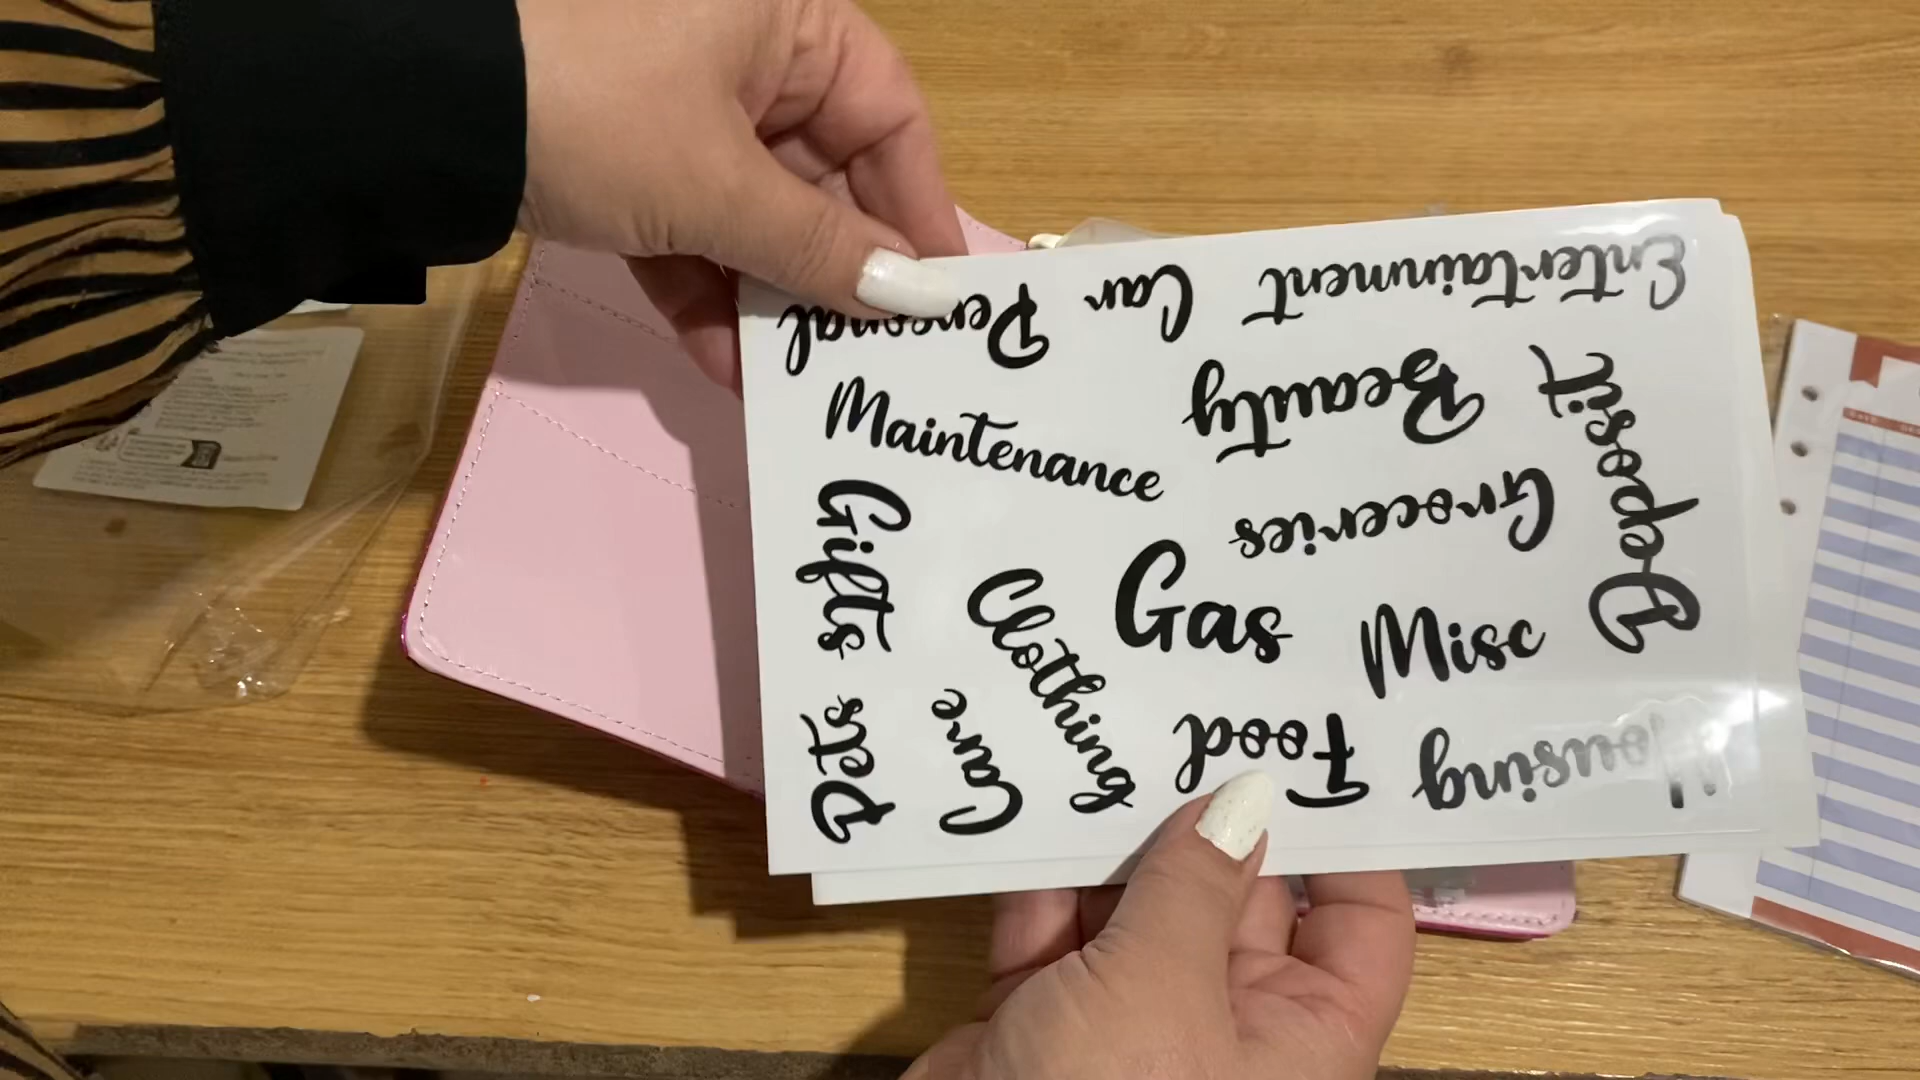 Entertainment
Car
Personal
Maintenance
Beauty
Deposit
Groceries
Gifts
Gas
Clothing
Misc
Pets
Care
Food
Housing